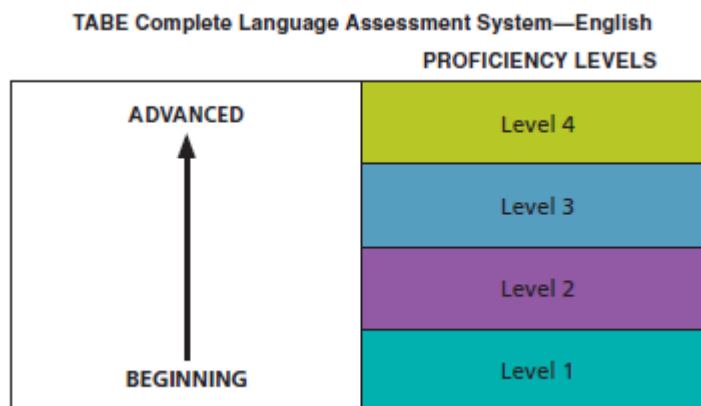 TABE Complete Language Assessment System—English
PROFICIENCY LEVELS
ADVANCED
Level 4
Level 3
Level 2
BEGINNING
Level 1